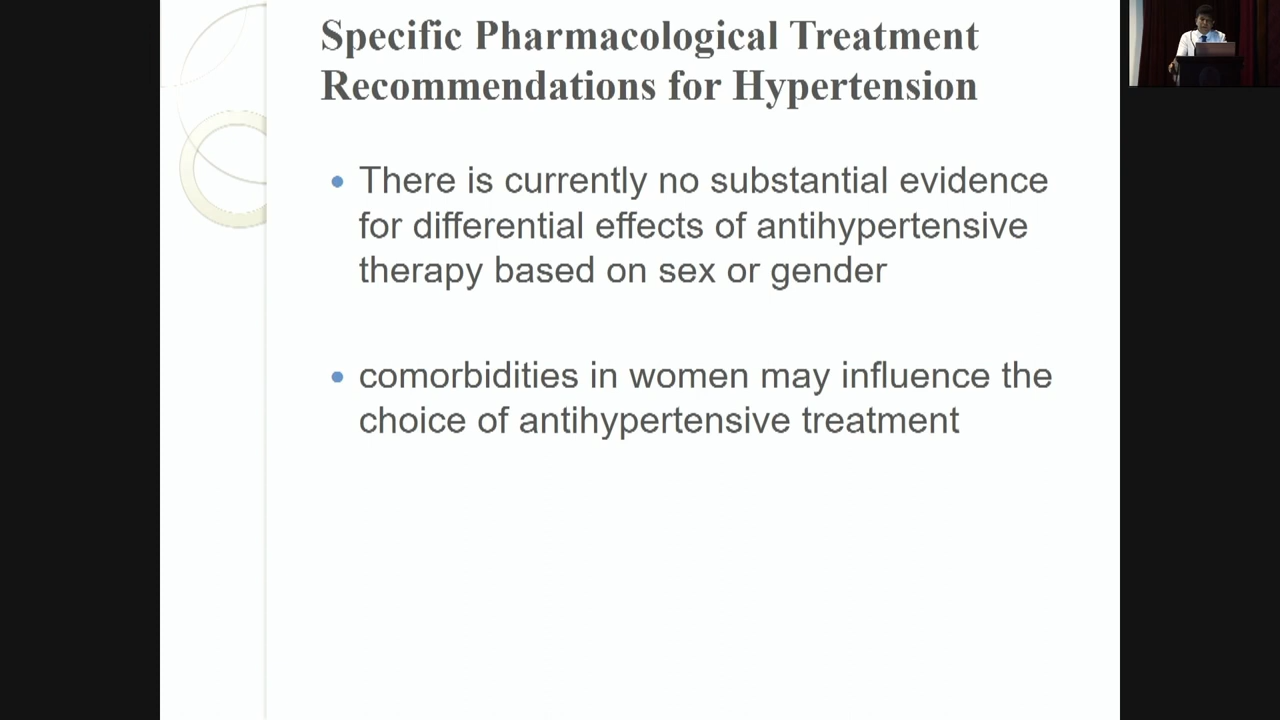 Specific Pharmacological Treatment
Recommendations for Hypertension
• There is currently no substantial evidence
for differential effects of antihypertensive
therapy based on sex or gender
• comorbidities in women may influence the
choice of antihypertensive treatment